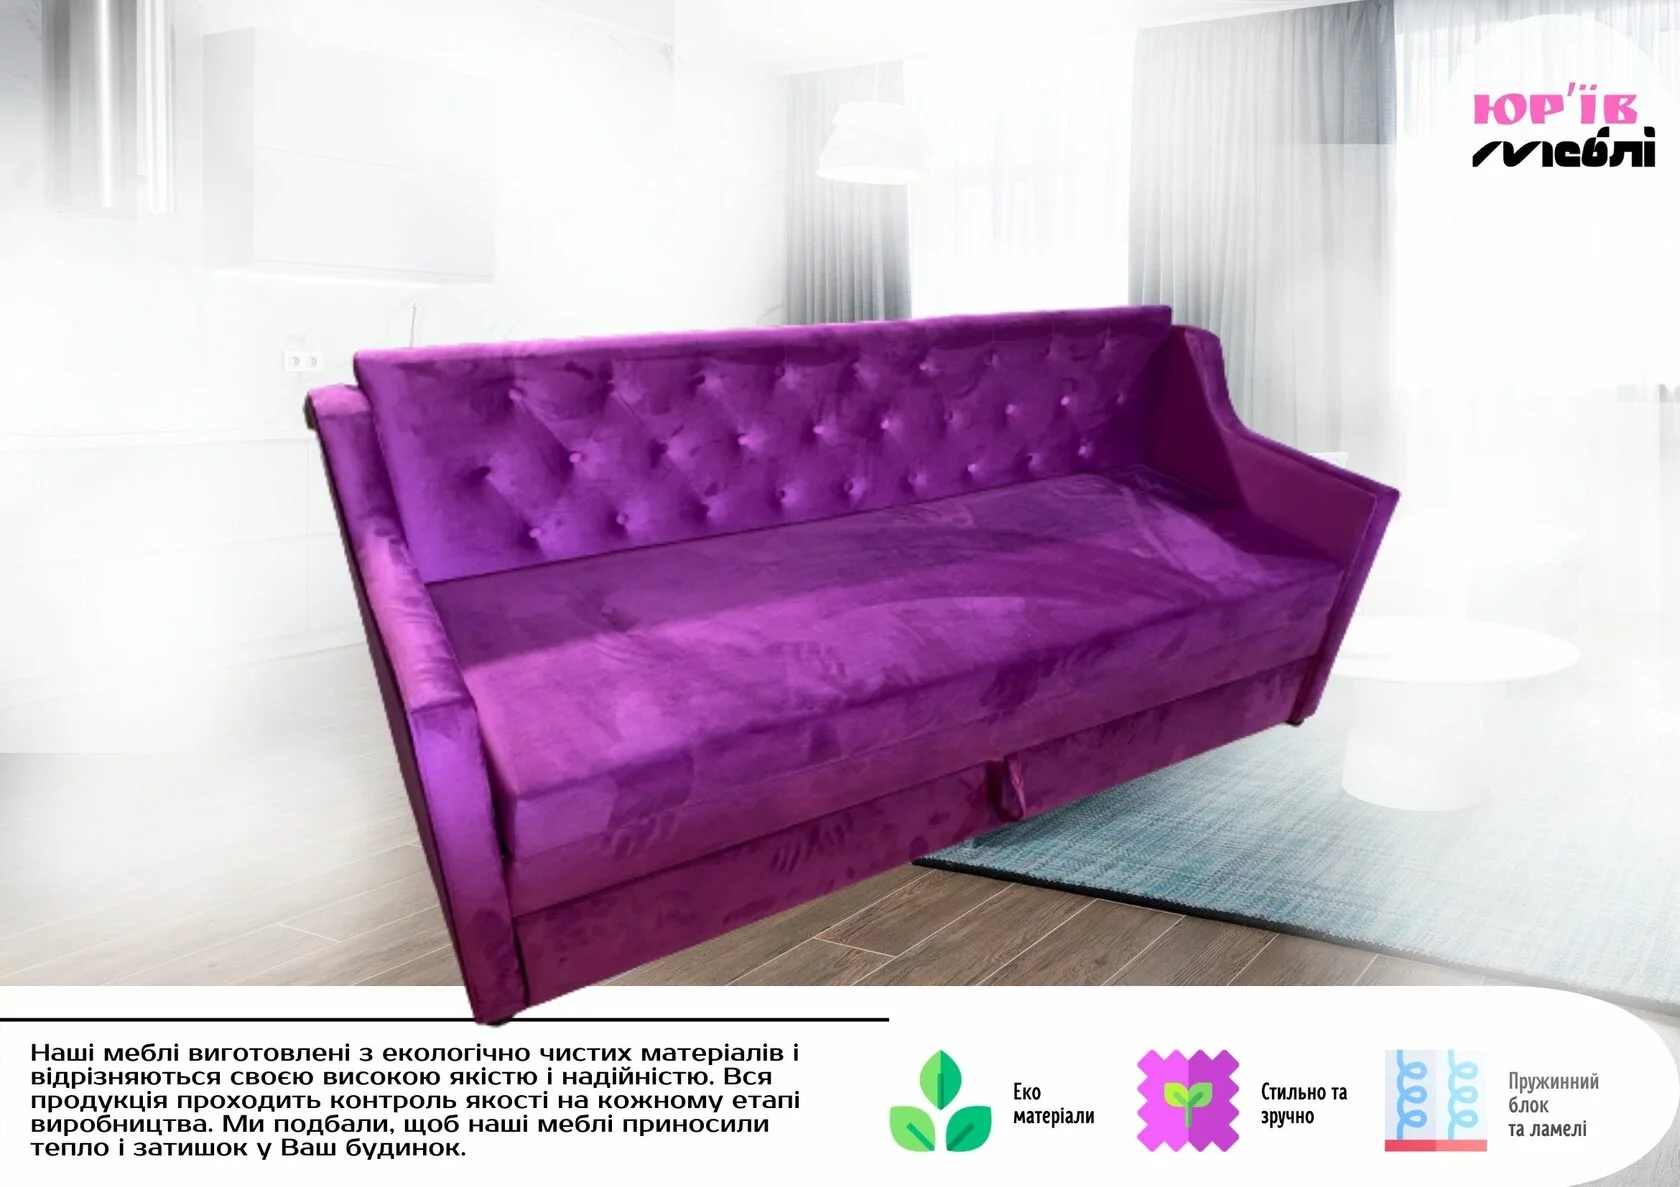 ЮР'ЇВ
меблі
Наші меблі виготовлені з екологічно чистих матеріалів і
відрізняються своєю високою якістю і надійністю. Вся
продукція проходить контроль якості на кожному етапі
виробництва. Ми подбали, щоб наші меблі приносили
тепло і затишок у Ваш будинок.
Еко
матеріали
Стильно та
зручно
Пружинний
блок
та ламелі